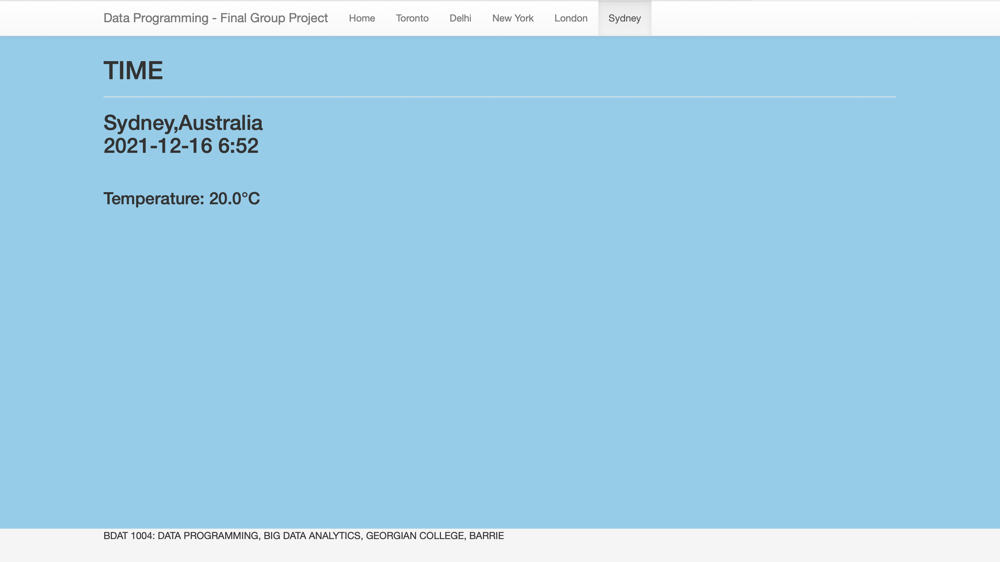 Data Programming - Final Group Project Home Toronto Delhi New York London Sydney
TIME
Sydney,Australia
2021-12-16 6:52
Temperature: 20.0°C
BDAT 1004: DATA PROGRAMMING, BIG DATA ANALYTICS, GEORGIAN COLLEGE, BARRIE